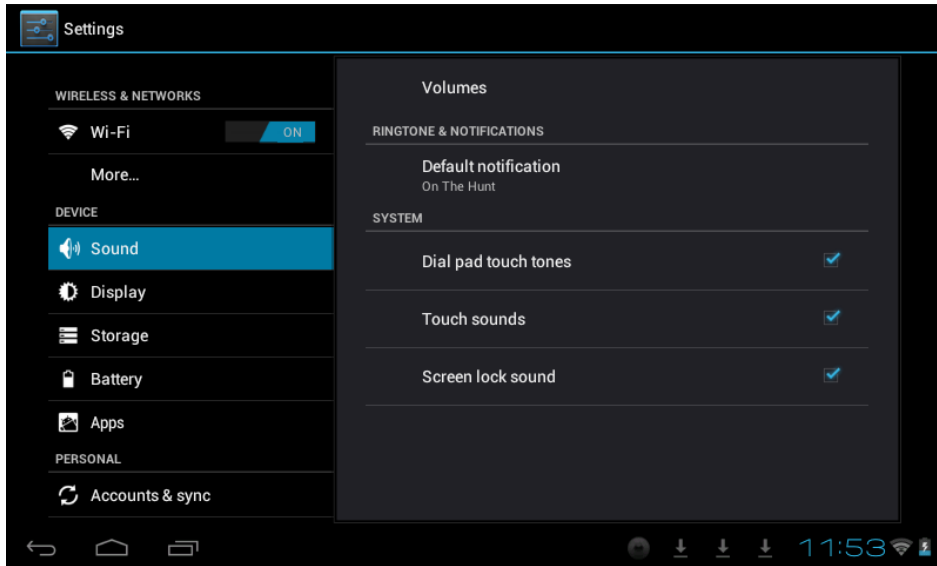 Settings
WIRELESS & NETWORKS
Wi-Fi ON
More...
DEVICE
Sound
Display
Storage
Battery
Apps
PERSONAL
Accounts & sync
Volumes
RINGTONE & NOTIFICATIONS
Default notification
On The Hunt
SYSTEM
Dial pad touch tones
Touch sounds
Screen lock sound
11:53